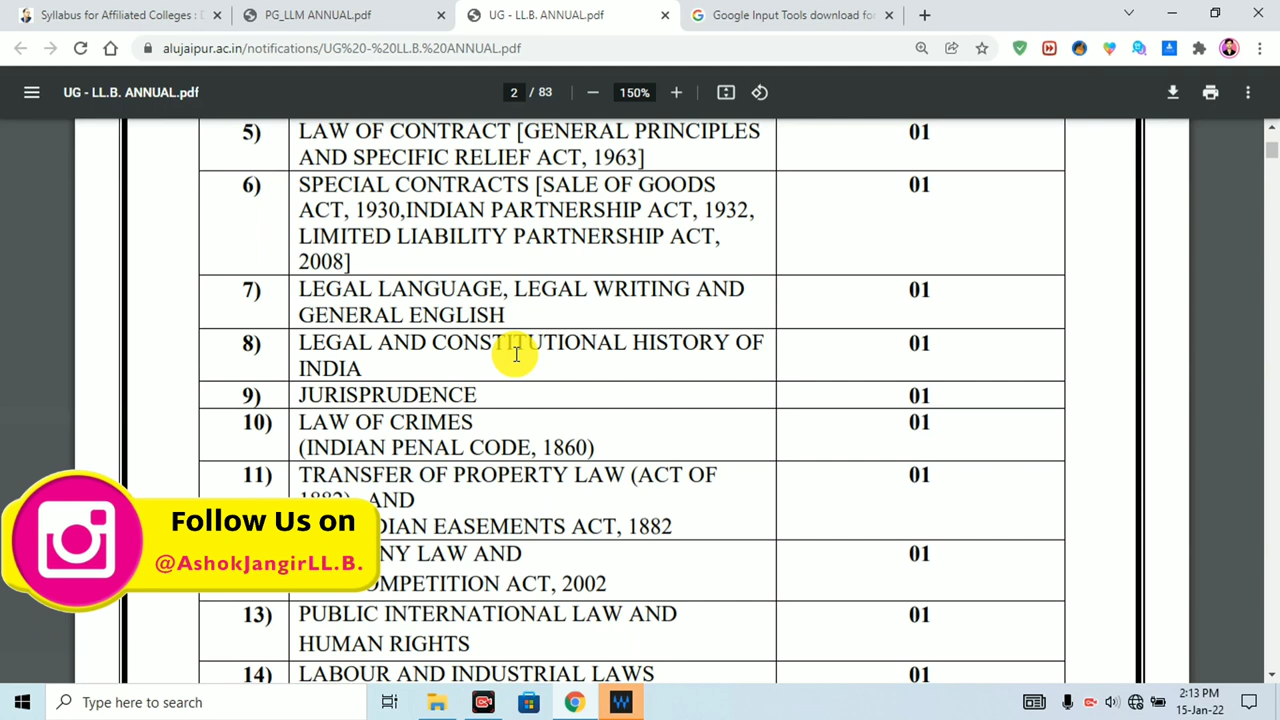 Syllabus for Affiliated Colleges : D
PG_LLM ANNUAL.pdf
UG - LL.B. ANNUAL.pdf
Google Input Tools download for
alujaipur.ac.in/notifications/UG%20-%20LL.B.%20ANNUAL.pdf
UG - LL.B. ANNUAL.pdf
2 / 83
150%
5) LAW OF CONTRACT [GENERAL PRINCIPLES 01
AND SPECIFIC RELIEF ACT, 1963]
6) SPECIAL CONTRACTS [SALE OF GOODS 01
ACT, 1930,INDIAN PARTNERSHIP ACT, 1932,
LIMITED LIABILITY PARTNERSHIP ACT,
2008]
7) LEGAL LANGUAGE, LEGAL WRITING AND 01
GENERAL ENGLISH
8) LEGAL AND CONSTITUTIONAL HISTORY OF 01
INDIA
9) JURISPRUDENCE 01
10) LAW OF CRIMES 01
(INDIAN PENAL CODE, 1860)
11) TRANSFER OF PROPERTY LAW (ACT OF 01
AND
EASEMENTS ACT, 1882
LAW AND 01
ACT, 2002
13) PUBLIC INTERNATIONAL LAW AND 01
HUMAN RIGHTS
14) LABOUR AND INDUSTRIAL LAWS 01
Follow Us on
@AshokJangirLL.B.
Type here to search
2:13 PM
15-Jan-22